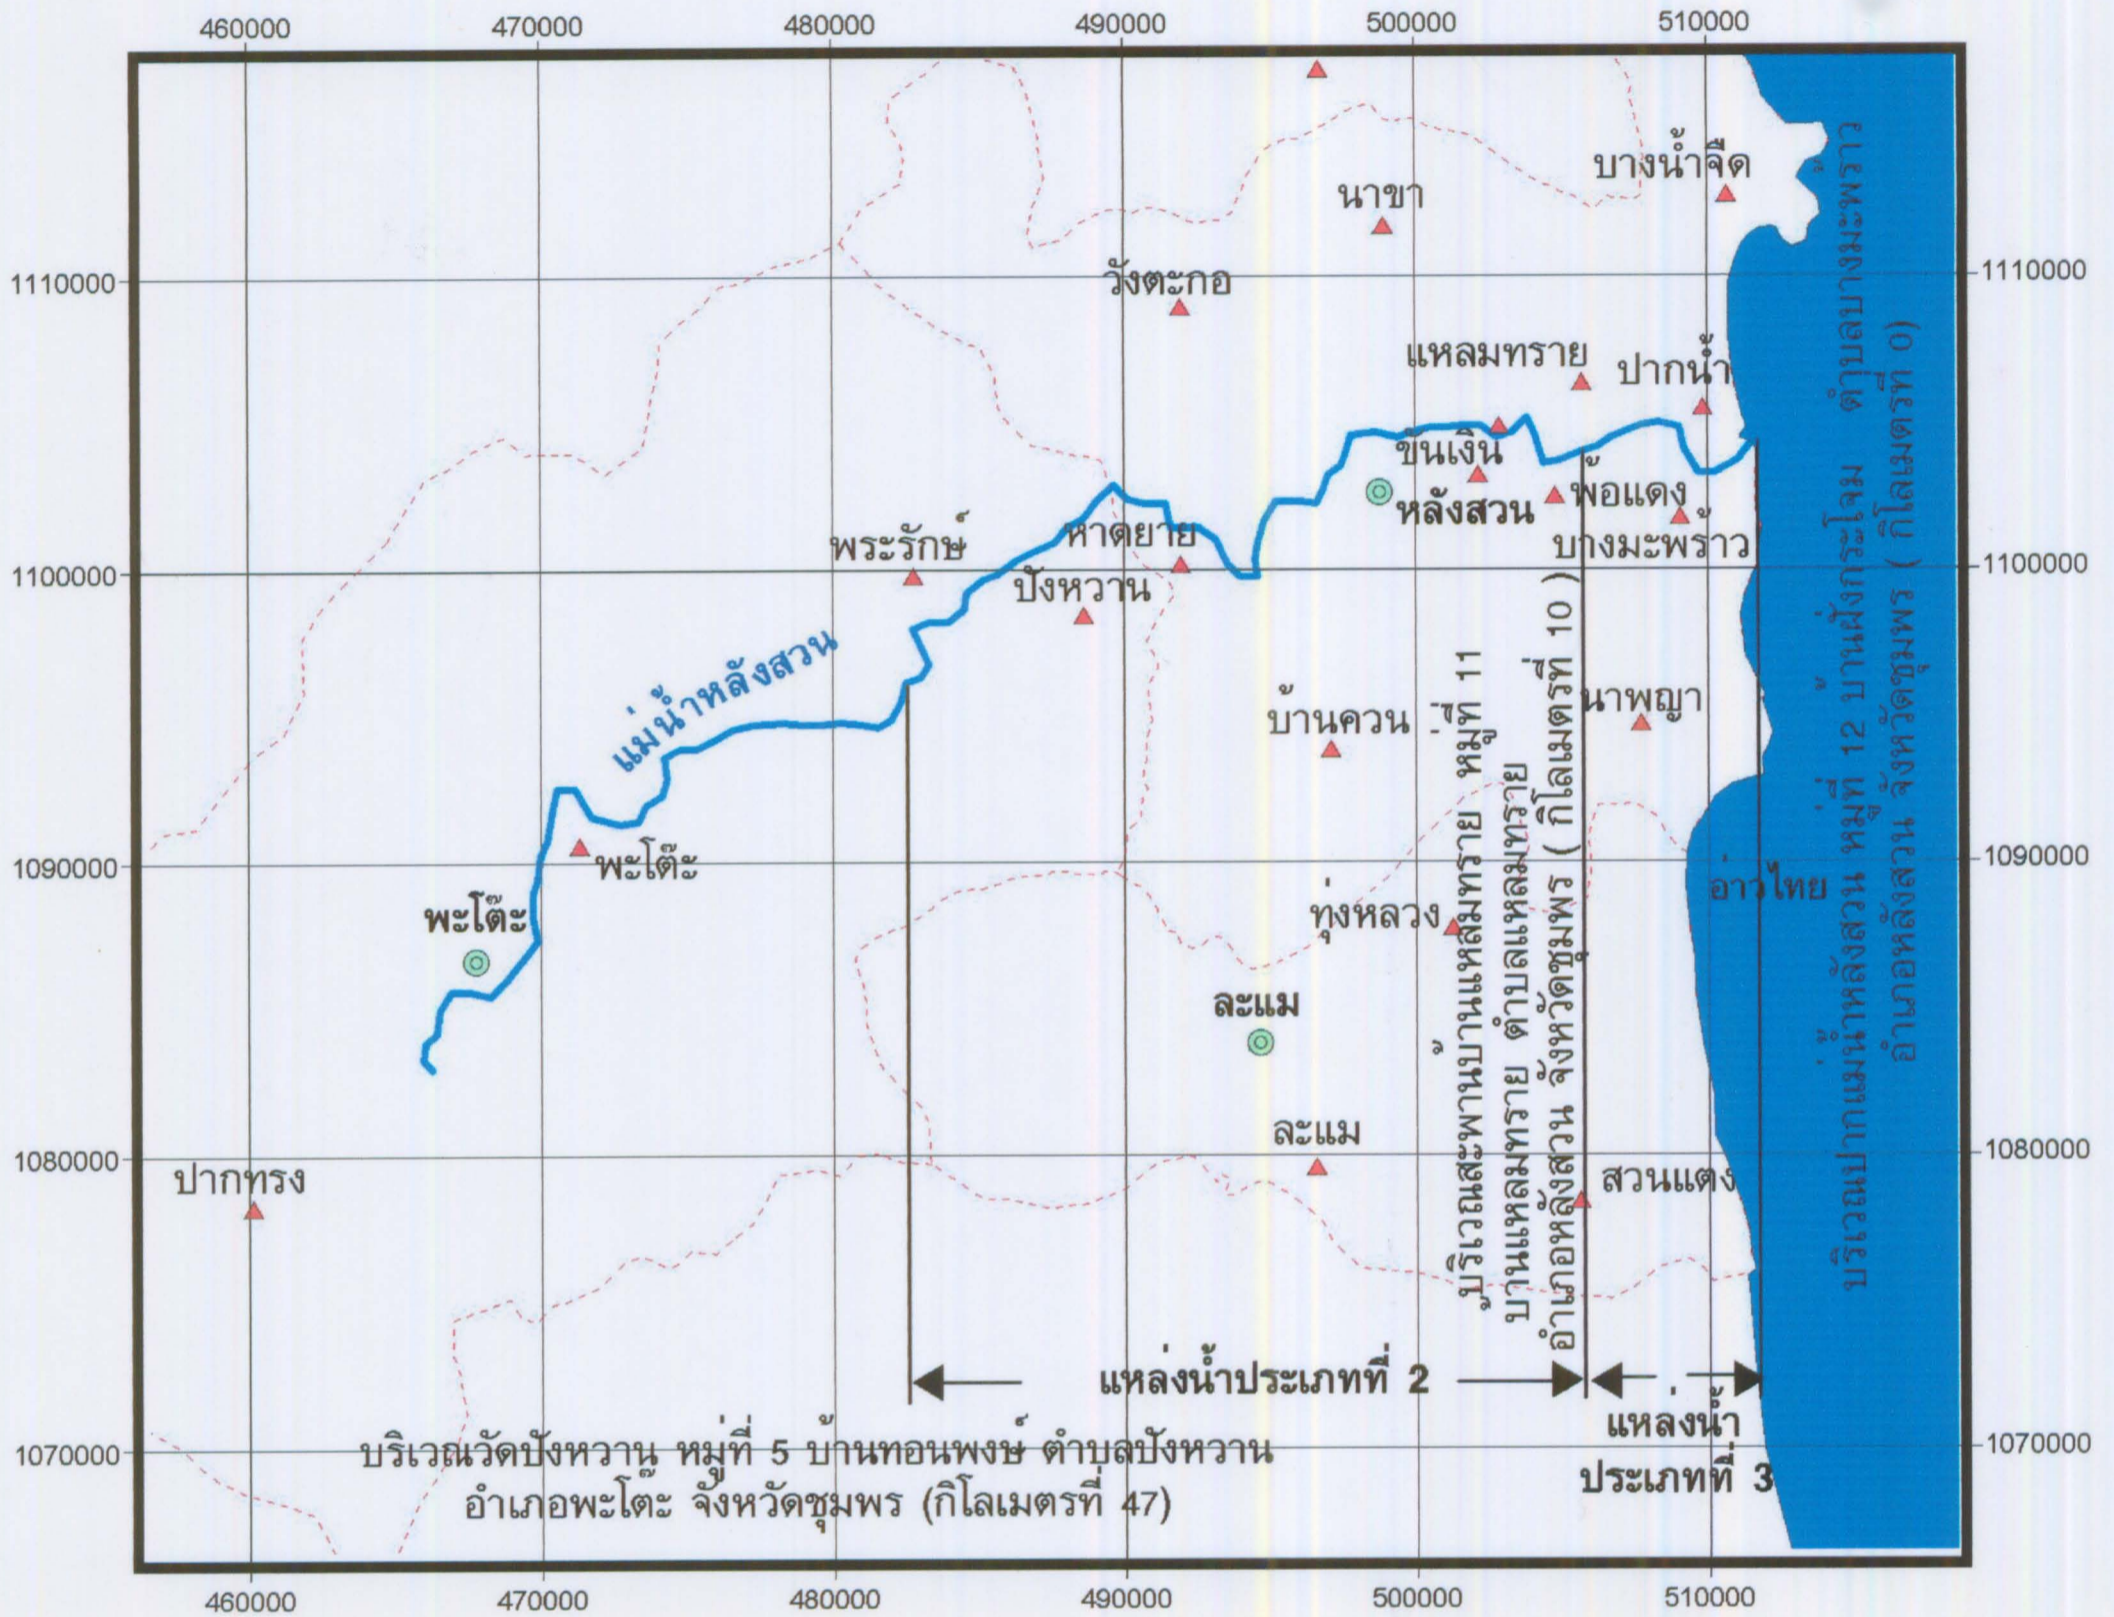 460000 470000 480000 490000 500000 510000
บางน้ำจืด
นาขา
1110000 วังตะกอ 1110000
แหลมทราย ปากน้ำ
ขันเงิน
หลังสวน พ้อแดง
พระรักษ์ หาดยาย บางมะพร้าว
1100000 ปังหวาน 1100000
แม่น้ำหลังสวน
บ้านควน นาพญา
1090000 พะโต๊ะ 1090000
อ่าวไทย
พะโต๊ะ ทุ่งหลวง
ละแม
ละแม
1080000 1080000
ปากทรง สวนแตง
บริเวณสะพานบ้านแหลมทราย หมู่ที่ 11
บ้านแหลมทราย ตำบลแหลมทราย
อำเภอหลังสวน จังหวัดชุมพร ( กิโลเมตรที่ 10 )
บริเวณปากแม่น้ำหลังสวน หมู่ที่ 12 บ้านฝั่งกระโจม ตำบลบางมะพร้าว
อำเภอหลังสวน จังหวัดชุมพร ( กิโลเมตรที่ 0)
แหล่งน้ำประเภทที่ 2
แหล่งน้ำ
ประเภทที่ 3
1070000 บริเวณวัดปังหวาน หมู่ที่ 5 บ้านทอนพงษ์ ตำบลปังหวาน 1070000
อำเภอพะโต๊ะ จังหวัดชุมพร (กิโลเมตรที่ 47)
460000 470000 480000 490000 500000 510000